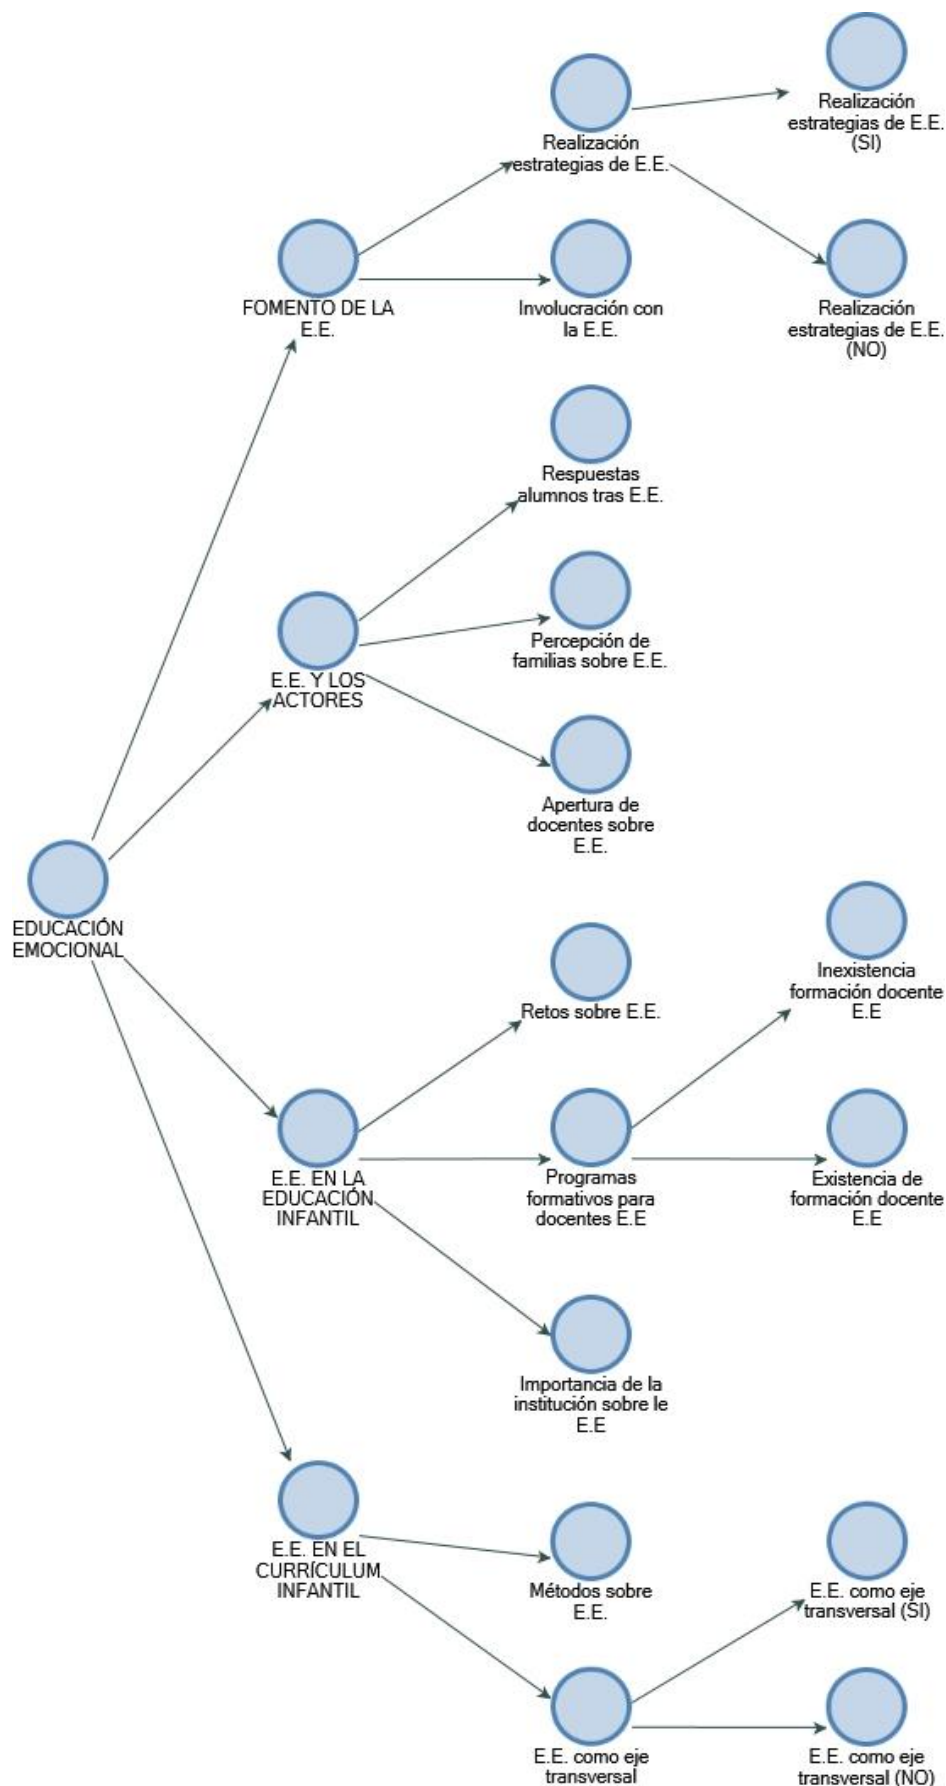 Realización
estrategias de E.E.
(SI)
Realización
estrategias de E.E.
FOMENTO DE LA
E.E.
Involucración con
la E.E.
Realización
estrategias de E.E.
(NO)
Respuestas
alumnos tras E.E.
Percepción de
familias sobre E.E.
E.E. Y LOS
ACTORES
Apertura de
docentes sobre
E.E.
EDUCACIÓN
EMOCIONAL
Inexistencia
formación docente
E.E
Retos sobre E.E.
E.E. EN LA
EDUCACIÓN
INFANTIL
Programas
formativos para
docentes E.E
Existencia de
formación docente
E.E
Importancia de la
institución sobre le
E.E
E.E. EN EL
CURRÍCULUM
INFANTIL
Métodos sobre
E.E.
E.E. como eje
transversal (SI)
E.E. como eje
transversal
E.E. como eje
transversal (NO)